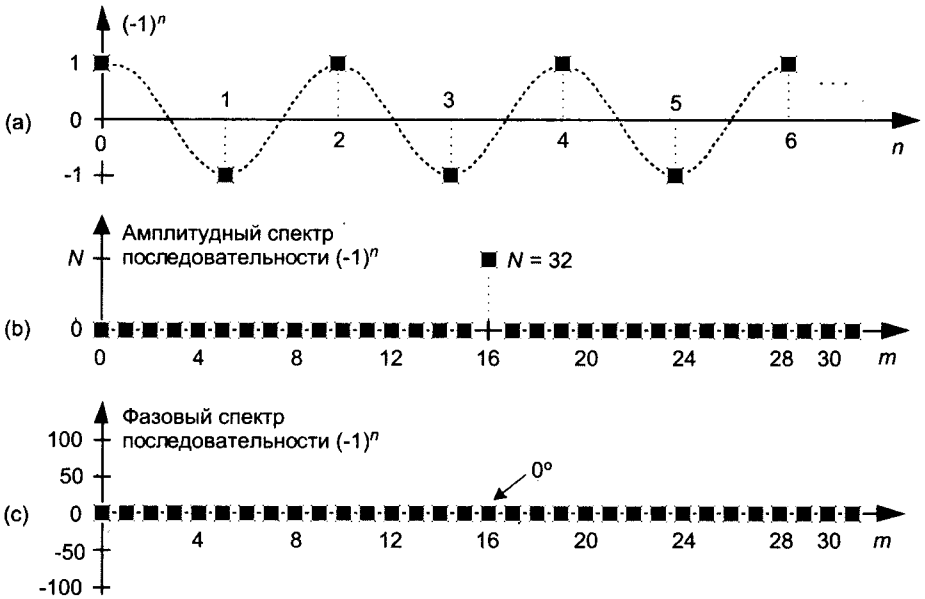 (-1)ⁿ
1
1 3 5
(a) 0
0 2 4 6 n
-1
Амплитудный спектр
N последовательности (-1)ⁿ N = 32
(b) 0
0 4 8 12 16 20 24 28 30 m
Фазовый спектр
последовательности (-1)ⁿ
100
50 0º
(c) 0
4 8 12 16 20 24 28 30 m
-50
-100